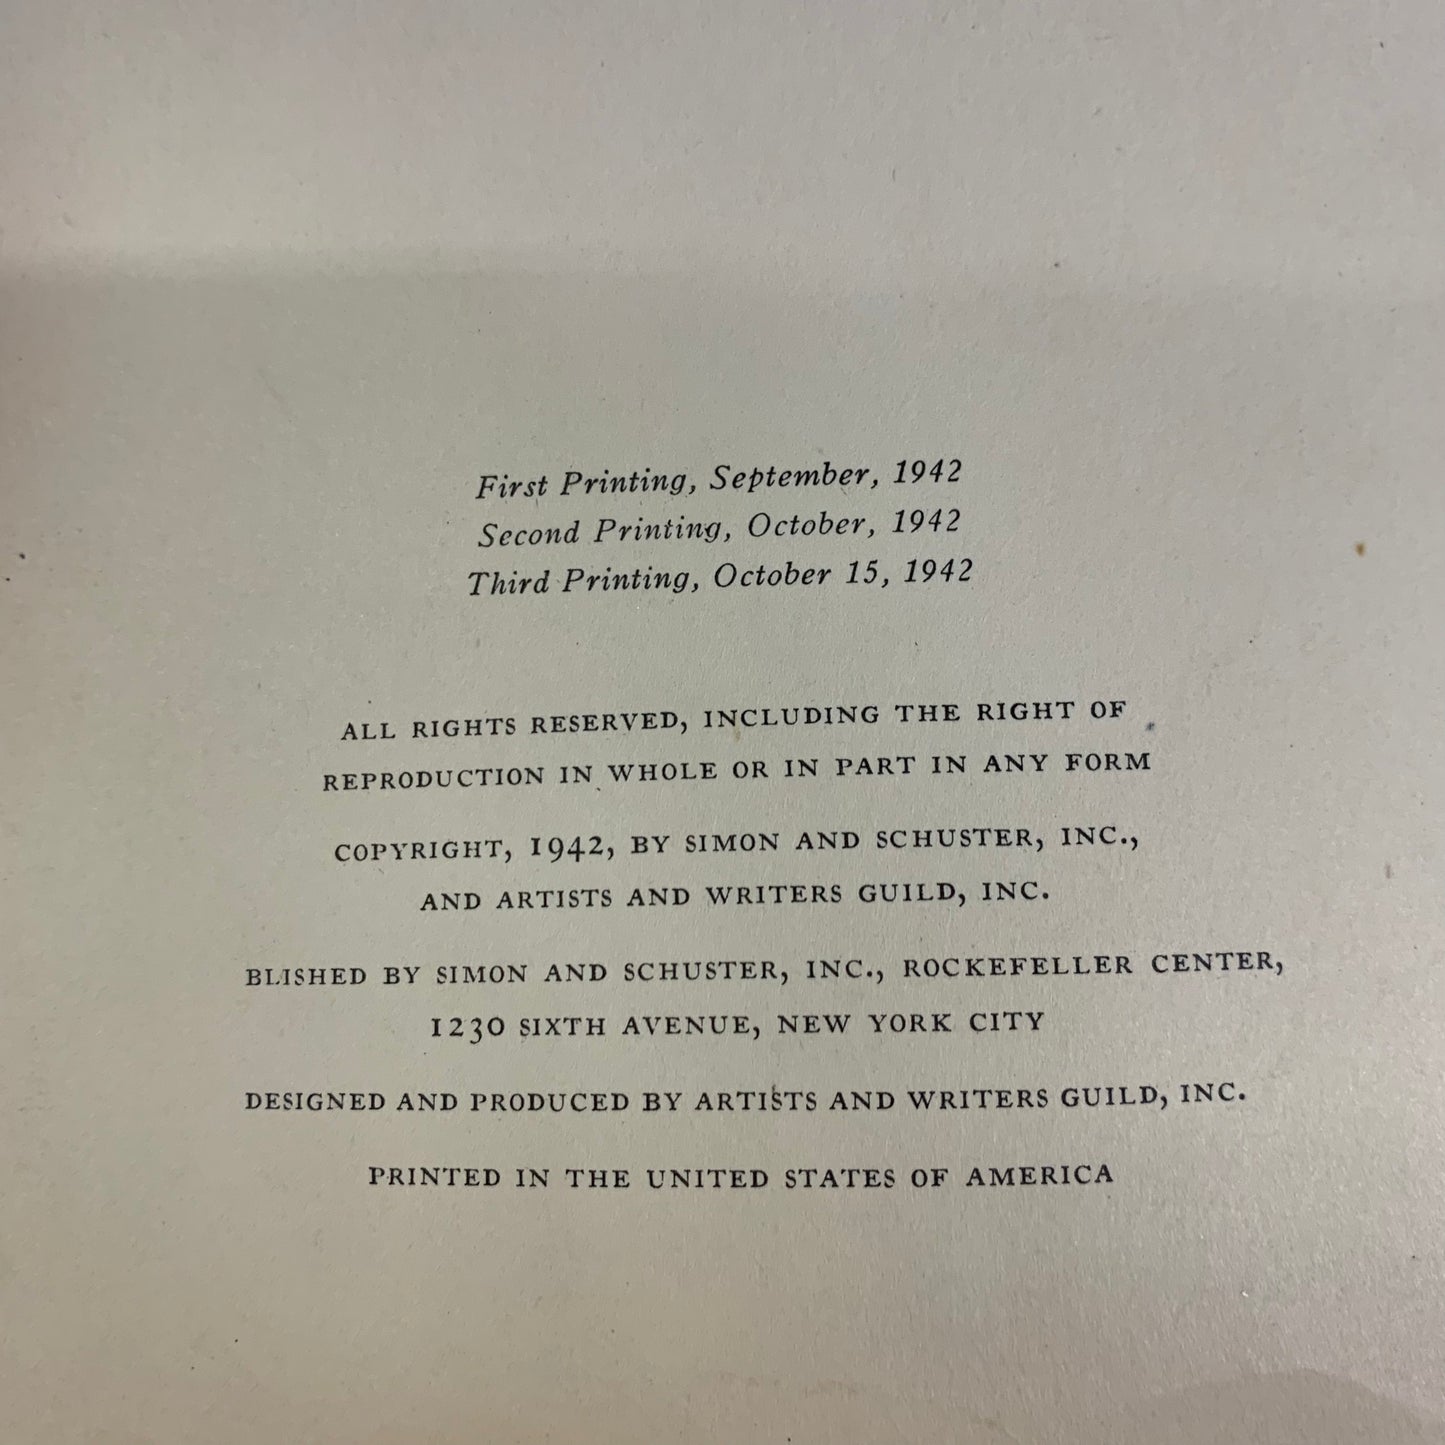 First Printing, September, 1942
Second Printing, October, 1942
Third Printing, October 15, 1942
ALL RIGHTS RESERVED, INCLUDING THE RIGHT OF
REPRODUCTION IN WHOLE OR IN PART IN ANY FORM
COPYRIGHT, 1942, BY SIMON AND SCHUSTER, INC.,
AND ARTISTS AND WRITERS GUILD, INC.
BLISHED BY SIMON AND SCHUSTER, INC., ROCKEFELLER CENTER,
1230 SIXTH AVENUE, NEW YORK CITY
DESIGNED AND PRODUCED BY ARTISTS AND WRITERS GUILD, INC.
PRINTED IN THE UNITED STATES OF AMERICA